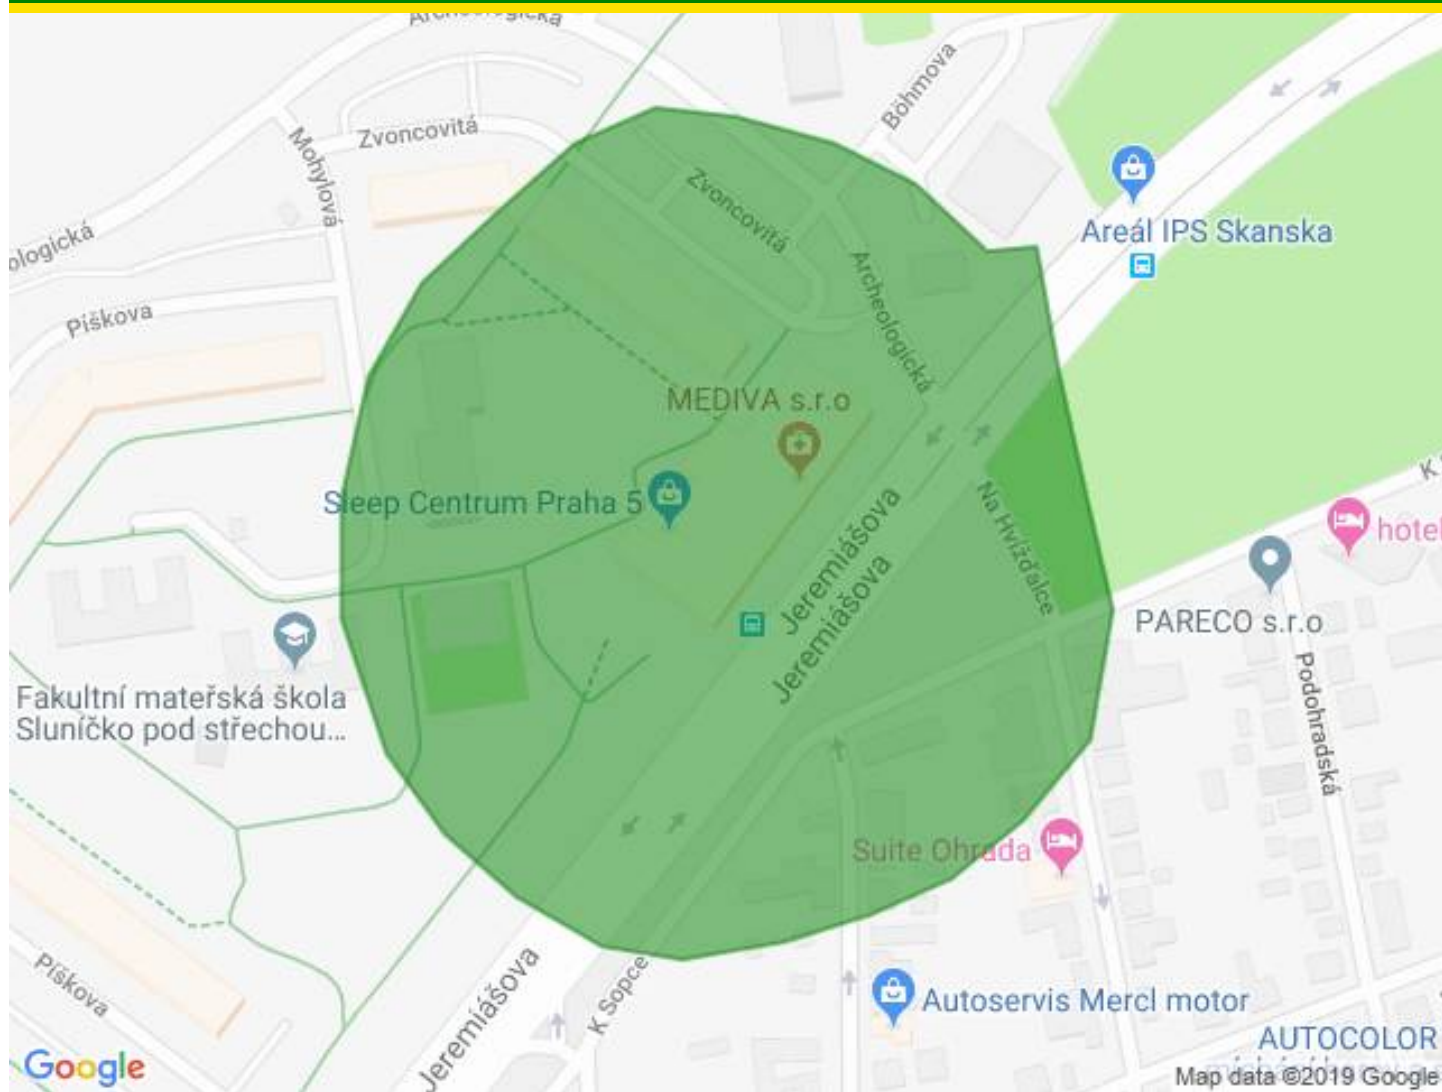 Archeologická
Böhmova
Zvoncovitá
Mohylová
Zvoncovitá
Areál IPS Skanska
ologická
Archeologická
Píškova
MEDIVA s.r.o
K
Sleep Centrum Praha 5
Na Hvížďalce
hotel
Jeremiášova
Jeremiášova
PARECO s.r.o
Podohradská
Fakultní mateřská škola
Sluníčko pod střechou...
Suite Ohrada
Píškova
Jeremiášova
K Sopce
Autoservis Mercl motor
AUTOCOLOR
Google
Map data ©2019 Google